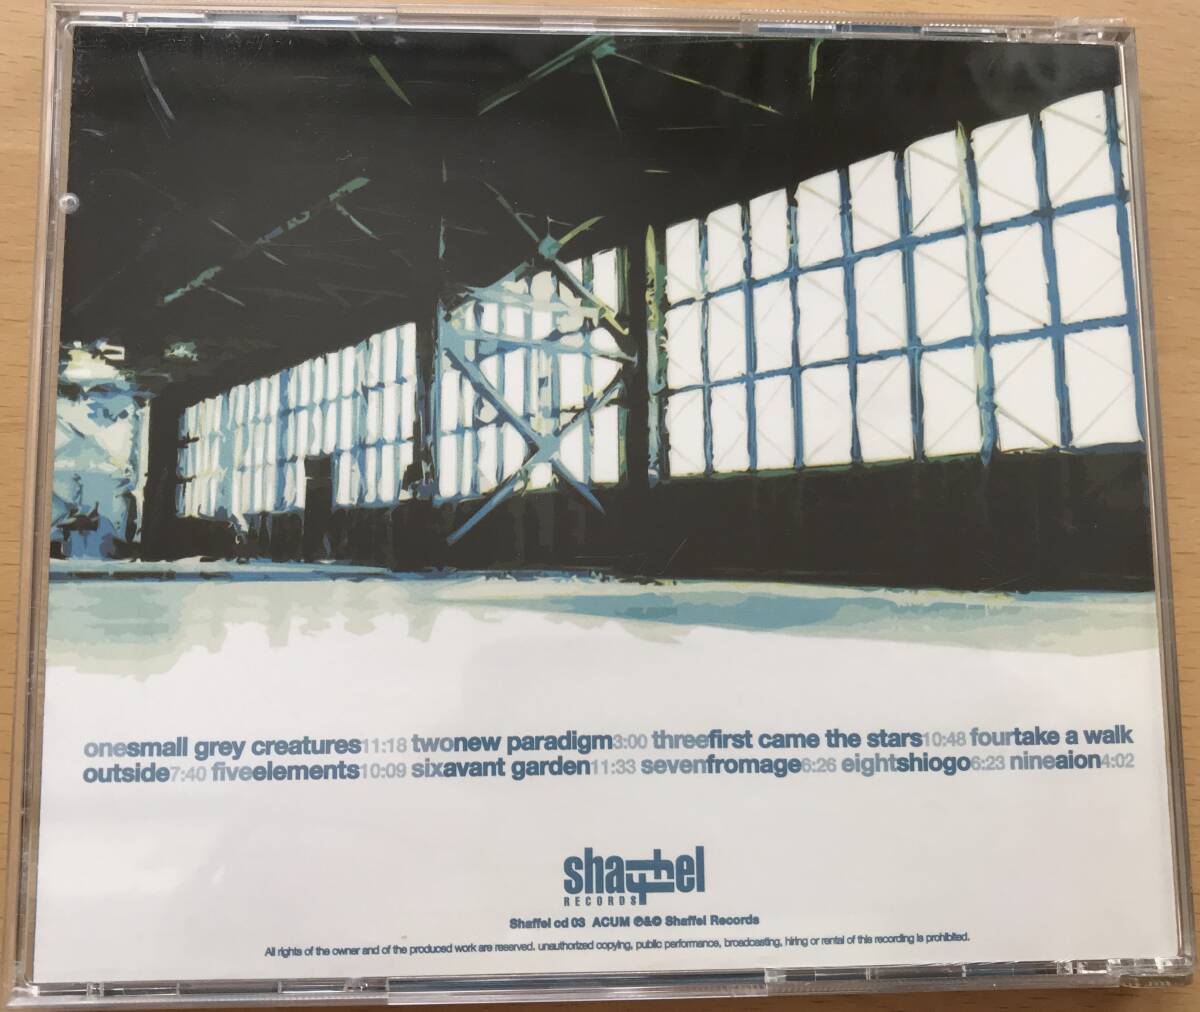 onesmall grey creatures11:18 twonew paradigm3:00 threefirst came the stars10:48 fourtake a walk
outside7:40 fiveelements10:09 sixavant garden11:33 sevenfromage6:26 eightshiogo6:23 nineaion4:02
shaffel
RECORDS
Shaffel cd 03 ACUM ℗&© Shaffel Records
All rights of the owner and of the produced work are reserved. unauthorized copying, public performance, broadcasting, hiring or rental of this recording is prohibited.